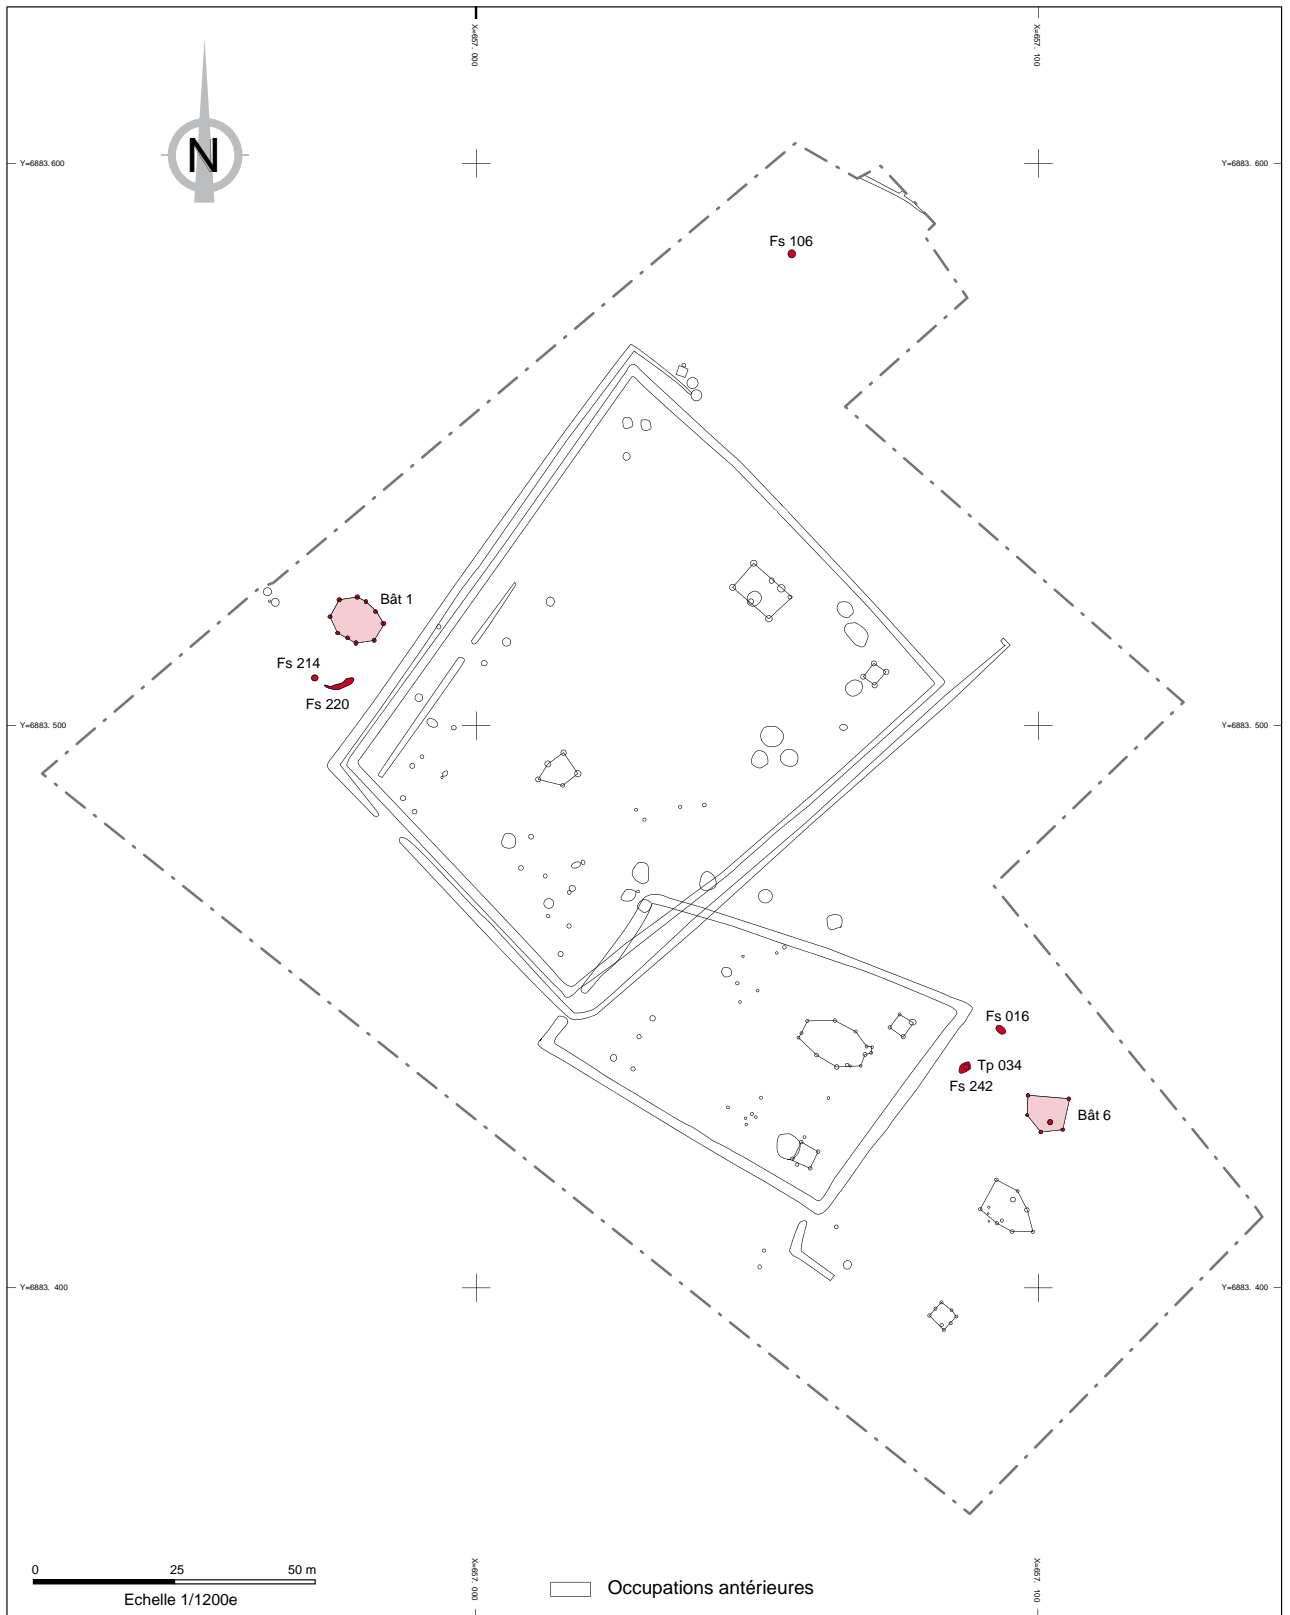 X=657. 000
X=657. 100
N
Y=6883.600
Y=6883. 600
Fs 106
Bât 1
Fs 214
Fs 220
Y=6883. 500
Y=6883. 500
Fs 016
Tp 034
Fs 242
Bât 6
Y=6883. 400
Y=6883. 400
0 25 50 m
Echelle 1/1200e
X=657. 000
X=657. 100
Occupations antérieures